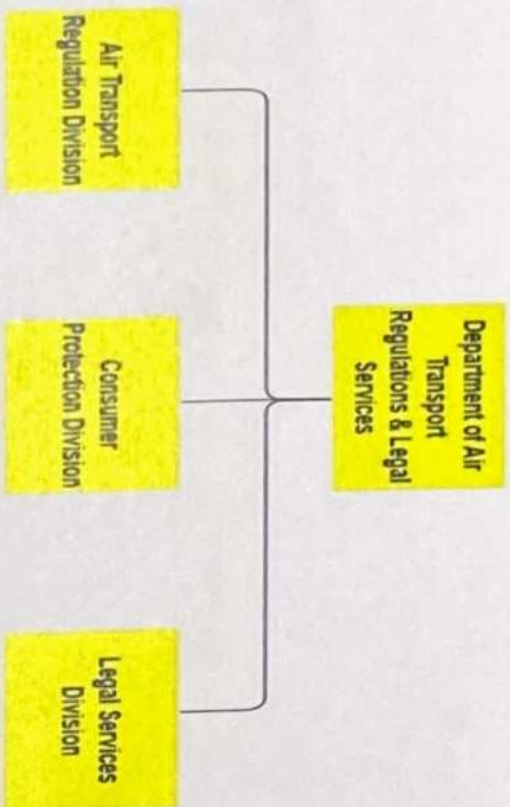 Department of Air
Transport
Regulations & Legal
Services
Air Transport
Regulation Division
Consumer
Protection Division
Legal Services
Division